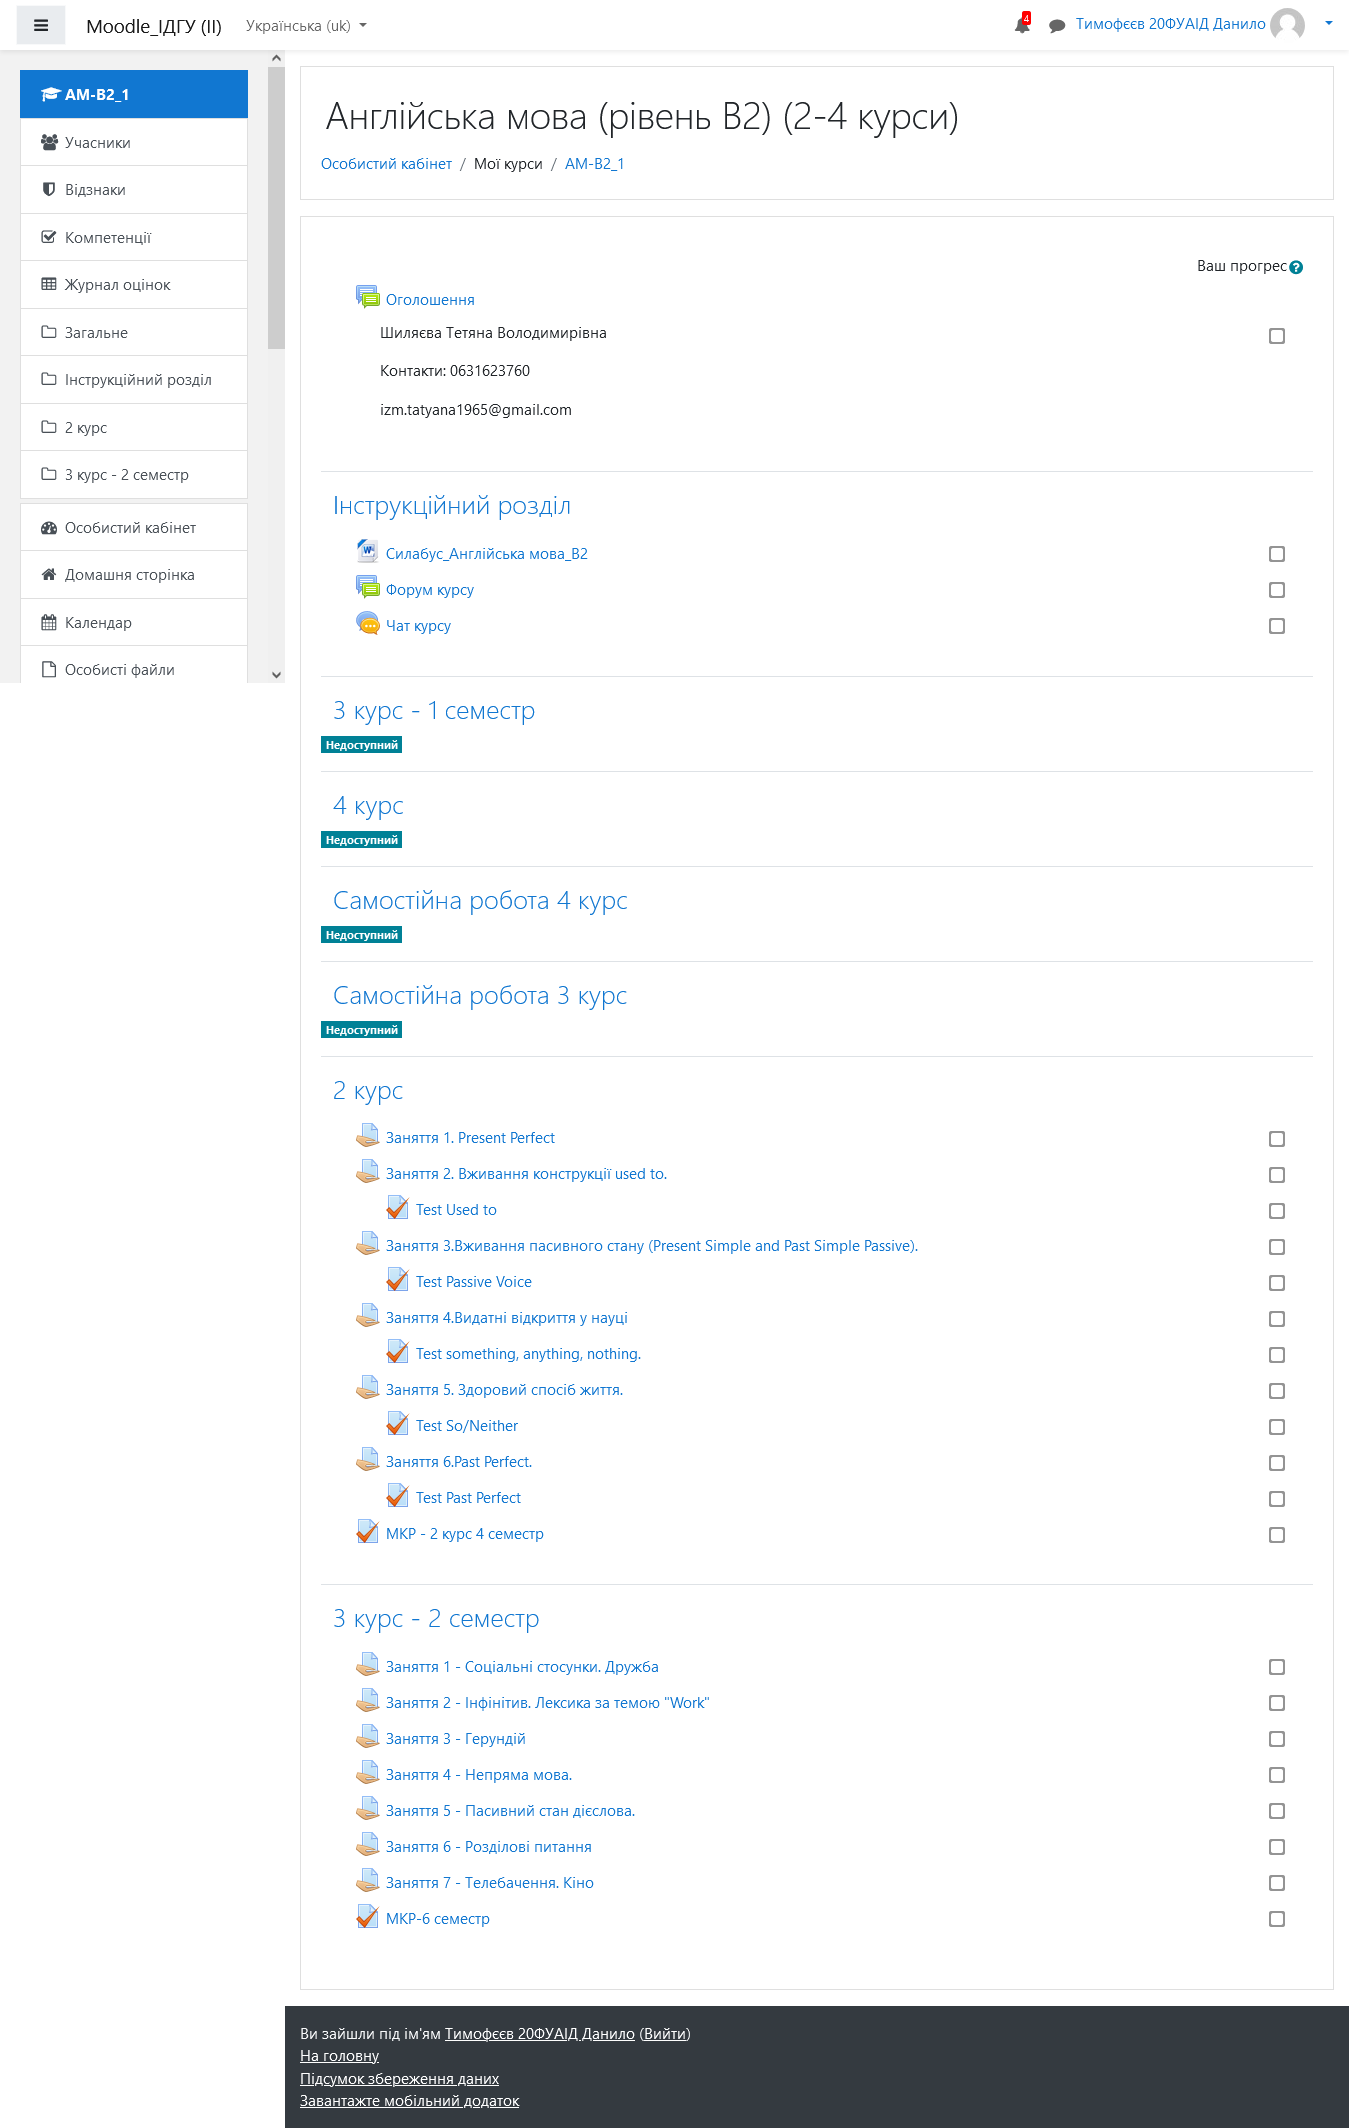 Moodle_ІДГУ (ІІ) Українська (uk) 4 Тимофєєв 20ФУАІД Данило
АМ-В2_1
Учасники
Відзнаки
Компетенції
Журнал оцінок
Загальне
Інструкційний розділ
2 курс
3 курс - 2 семестр
Особистий кабінет
Домашня сторінка
Календар
Особисті файли
Англійська мова (рівень В2) (2-4 курси)
Особистий кабінет / Мої курси / АМ-В2_1
Ваш прогрес
Оголошення
Шиляєва Тетяна Володимирівна
Контакти: 0631623760
izm.tatyana1965@gmail.com
Інструкційний розділ
Силабус_Англійська мова_В2
Форум курсу
Чат курсу
3 курс - 1 семестр
Недоступний
4 курс
Недоступний
Самостійна робота 4 курс
Недоступний
Самостійна робота 3 курс
Недоступний
2 курс
Заняття 1. Present Perfect
Заняття 2. Вживання конструкції used to.
Test Used to
Заняття 3.Вживання пасивного стану (Present Simple and Past Simple Passive).
Test Passive Voice
Заняття 4.Видатні відкриття у науці
Test something, anything, nothing.
Заняття 5. Здоровий спосіб життя.
Test So/Neither
Заняття 6.Past Perfect.
Test Past Perfect
МКР - 2 курс 4 семестр
3 курс - 2 семестр
Заняття 1 - Соціальні стосунки. Дружба
Заняття 2 - Інфінітив. Лексика за темою "Work"
Заняття 3 - Герундій
Заняття 4 - Непряма мова.
Заняття 5 - Пасивний стан дієслова.
Заняття 6 - Розділові питання
Заняття 7 - Телебачення. Кіно
МКР-6 семестр
Ви зайшли під ім'ям Тимофєєв 20ФУАІД Данило (Вийти)
На головну
Підсумок збереження даних
Завантажте мобільний додаток